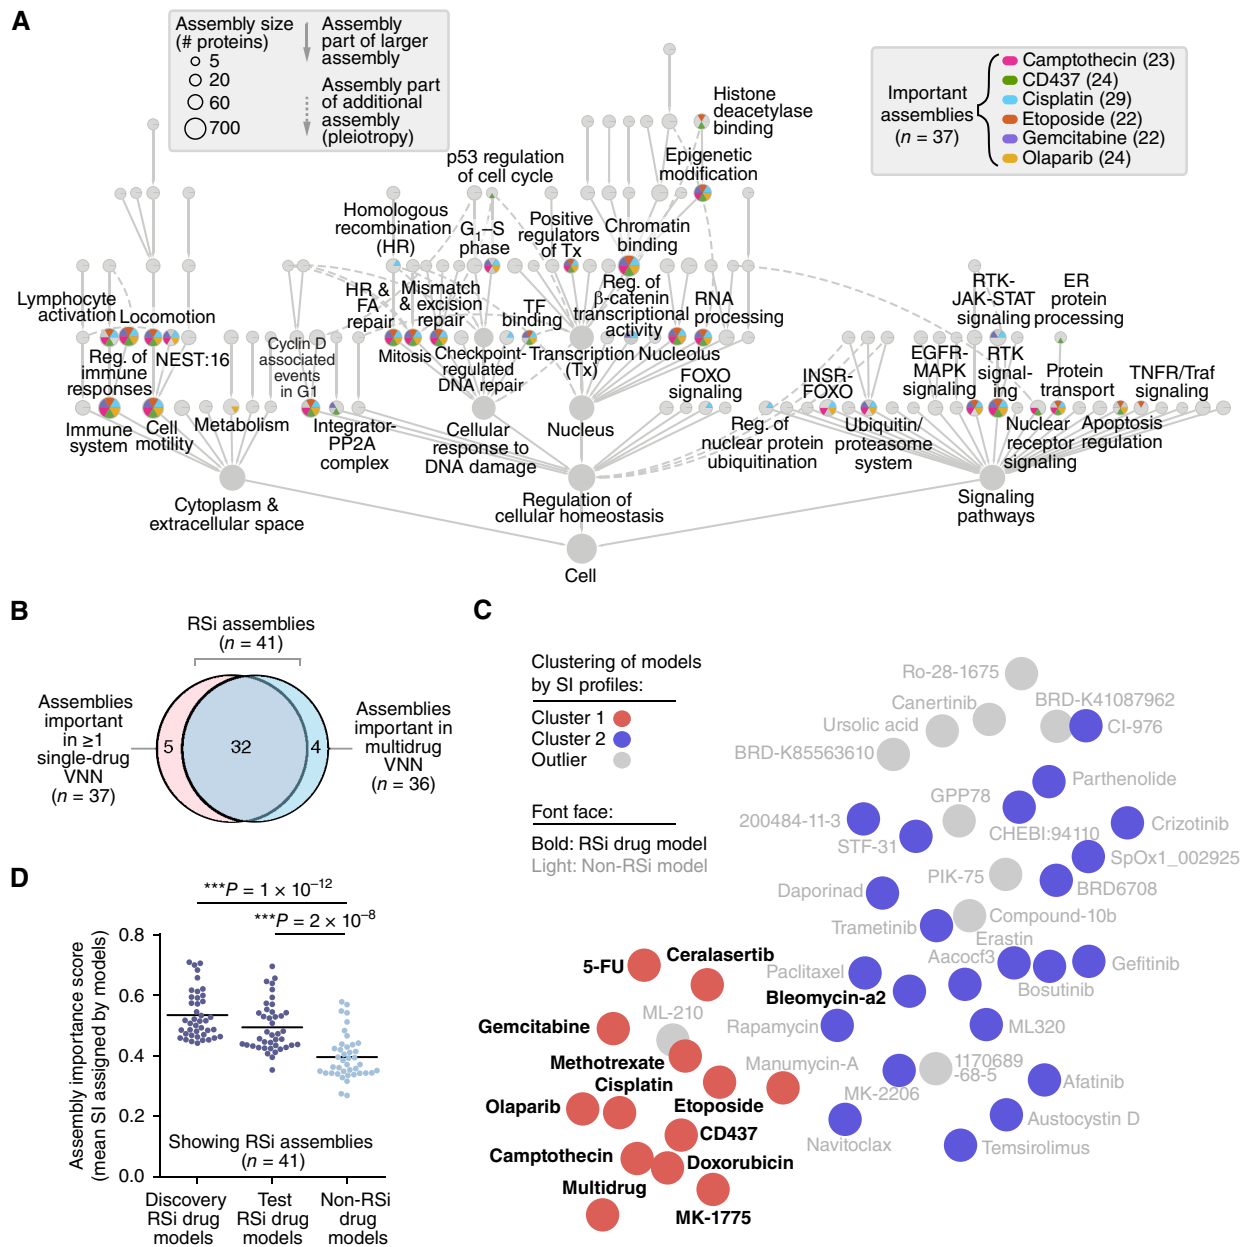 A
Assembly size
(# proteins)
5
20
60
700
Assembly
part of larger
assembly
Assembly part
of additional
assembly
(pleiotropy)
Important
assemblies
(n = 37)
Camptothecin (23)
CD437 (24)
Cisplatin (29)
Etoposide (22)
Gemcitabine (22)
Olaparib (24)
Histone
deacetylase
binding
p53 regulation
of cell cycle
Epigenetic
modification
Homologous
recombination
(HR)
G1–S
phase
Positive
regulators
of Tx
Chromatin
binding
Lymphocyte
activation
Locomotion
HR &
FA
repair
Mismatch
& excision
repair
TF
binding
Reg. of
β-catenin
transcriptional
activity
RNA
processing
RTK-
JAK-STAT
signaling
ER
protein
processing
Reg. of
immune
responses
NEST:16
Cyclin D
associated
events
in G1
Mitosis
Checkpoint-
regulated
DNA repair
Transcription
(Tx)
Nucleolus
FOXO
signaling
INSR-
FOXO
EGFR-
MAPK
signaling
RTK
signal-
ing
Protein
transport
TNFR/Traf
signaling
Immune
system
Cell
motility
Metabolism
Integrator-
PP2A
complex
Cellular
response to
DNA damage
Nucleus
Reg. of
nuclear protein
ubiquitination
Ubiquitin/
proteasome
system
Nuclear
receptor
signaling
Apoptosis
regulation
Cytoplasm &
extracellular space
Regulation of
cellular homeostasis
Signaling
pathways
Cell
B
RSi assemblies
(n = 41)
Assemblies
important
in ≥1
single-drug
VNN
(n = 37)
5
32
4
Assemblies
important in
multidrug
VNN
(n = 36)
C
Clustering of models
by SI profiles:
Cluster 1
Cluster 2
Outlier
Font face:
Bold: RSi drug model
Light: Non-RSi model
Ro-28-1675
Canertinib
BRD-K41087962
Ursolic acid
CI-976
BRD-K85563610
Parthenolide
GPP78
200484-11-3
CHEBI:94110
Crizotinib
STF-31
SpOx1_002925
PIK-75
BRD6708
Daporinad
Compound-10b
Trametinib
Erastin
Aacocf3
Gefitinib
Paclitaxel
Bosutinib
Bleomycin-a2
Ceralasertib
5-FU
ML-210
Rapamycin
ML320
Gemcitabine
Methotrexate
Manumycin-A
1170689
-68-5
Cisplatin
MK-2206
Afatinib
Olaparib
Etoposide
Austocystin D
CD437
Navitoclax
Temsirolimus
Camptothecin
Doxorubicin
Multidrug
MK-1775
D
***P = 1 × 10−12
***P = 2 × 10−8
Assembly importance score
(mean SI assigned by models)
0.8
0.6
0.4
0.2
0.0
Showing RSi assemblies
(n = 41)
Discovery
RSi drug
models
Test
RSi drug
models
Non-RSi
drug
models